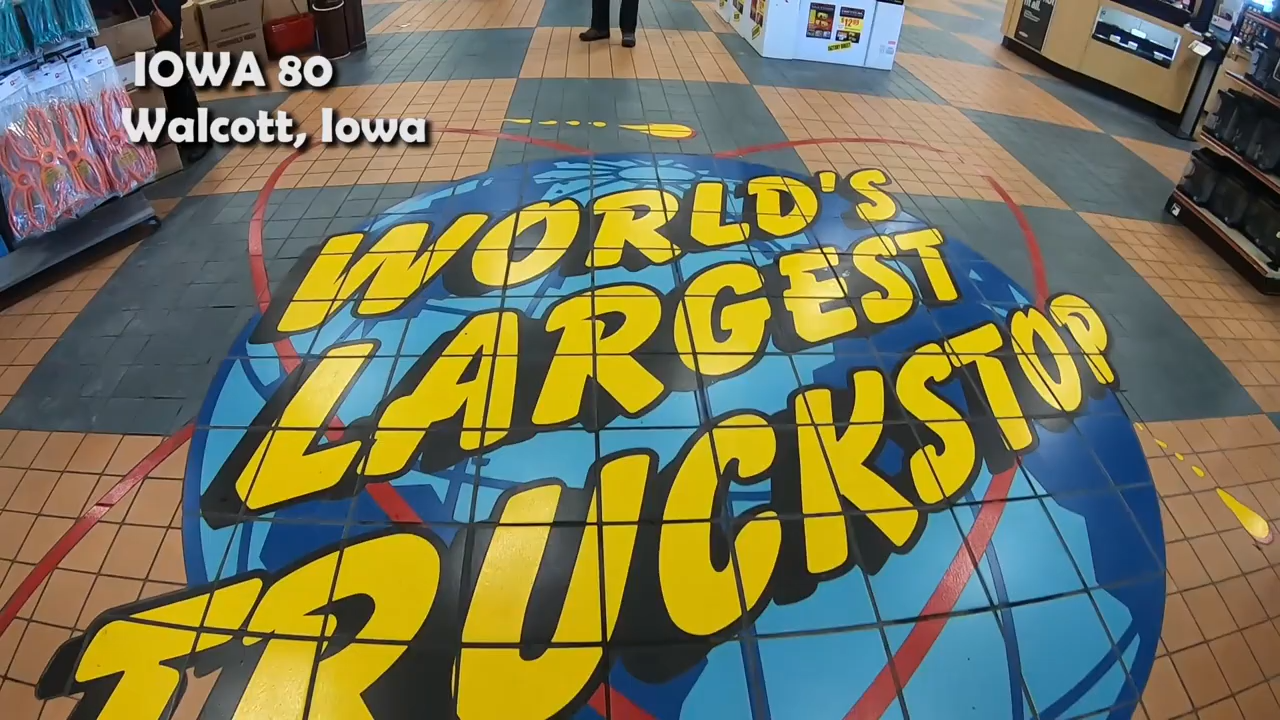 IOWA 80
Walcott, Iowa
WORLD'S
LARGEST
TRUCKSTOP